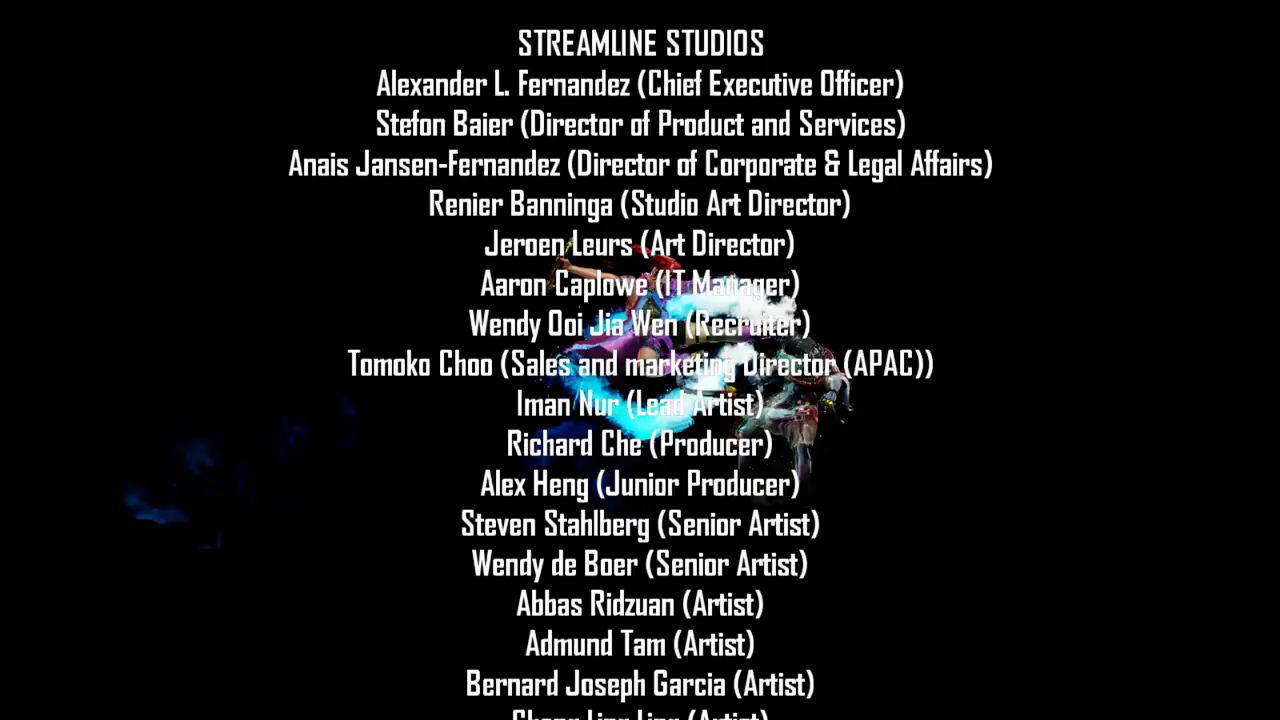 STREAMLINE STUDIOS
Alexander L. Fernandez (Chief Executive Officer)
Stefon Baier (Director of Product and Services)
Anais Jansen-Fernandez (Director of Corporate & Legal Affairs)
Renier Banninga (Studio Art Director)
Jeroen Leurs (Art Director)
Aaron Caplowe (IT Manager)
Wendy Ooi Jia Wen (Recruiter)
Tomoko Choo (Sales and marketing Director (APAC))
Iman Nur (Lead Artist)
Richard Che (Producer)
Alex Heng (Junior Producer)
Steven Stahlberg (Senior Artist)
Wendy de Boer (Senior Artist)
Abbas Ridzuan (Artist)
Admund Tam (Artist)
Bernard Joseph Garcia (Artist)
(Artist)